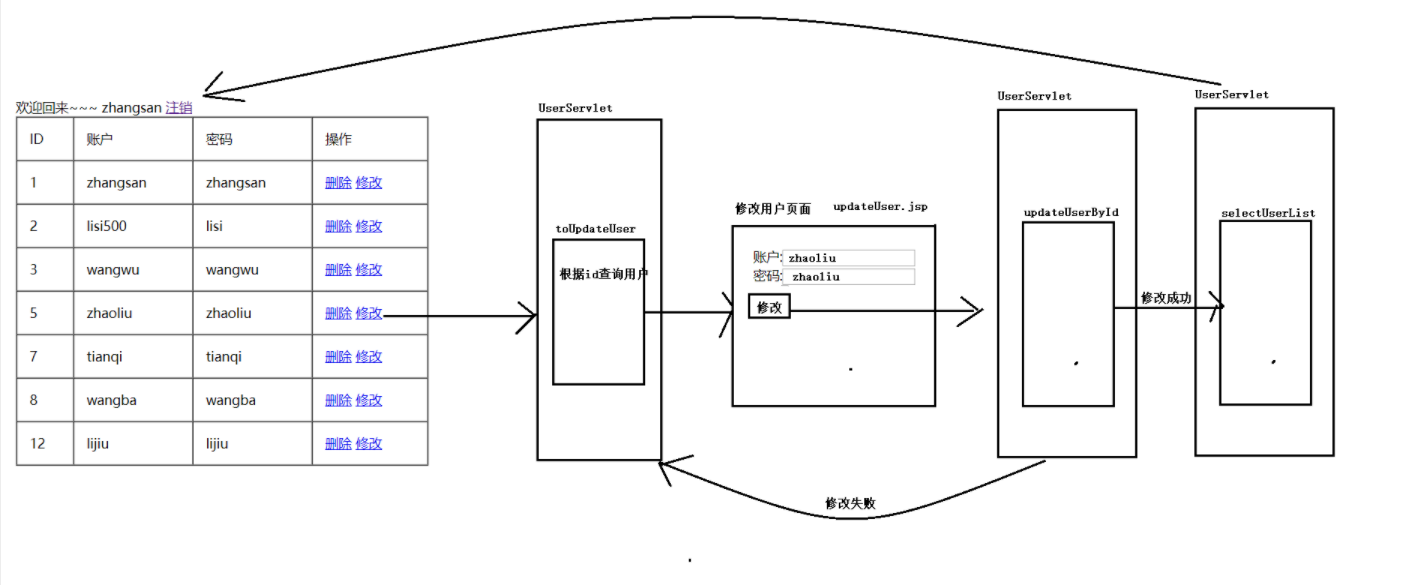 欢迎回来~~~ zhangsan 注销
ID 账户 密码 操作
1 zhangsan zhangsan 删除 修改
2 lisi500 lisi 删除 修改
3 wangwu wangwu 删除 修改
5 zhaoliu zhaoliu 删除 修改
7 tianqi tianqi 删除 修改
8 wangba wangba 删除 修改
12 lijiu lijiu 删除 修改
UserServlet
toUpdateUser
根据id查询用户
修改用户页面 updateUser.jsp
账户: zhaoliu
密码: zhaoliu
修改
UserServlet
updateUserById
修改成功
UserServlet
selectUserList
修改失败